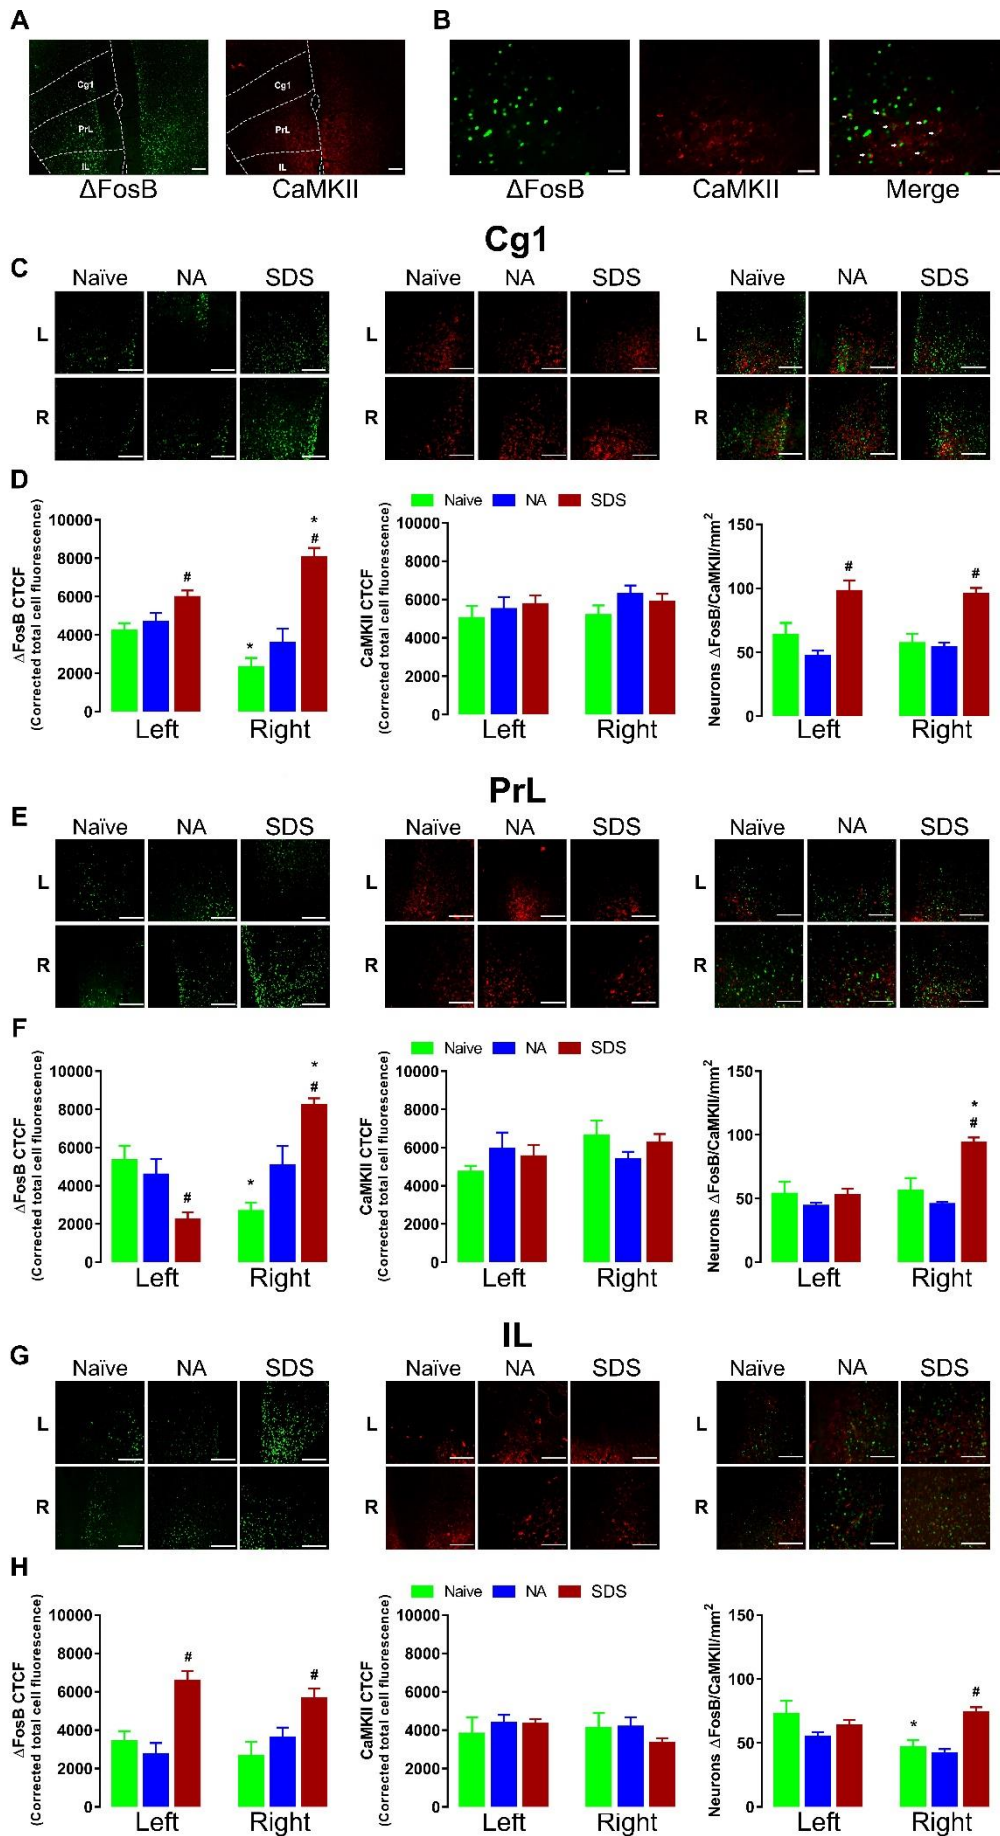 A
B
Cg1
PrL
IL
ΔFosB
CaMKII
ΔFosB
CaMKII
Merge
Cg1
C
Naïve NA SDS
Naïve NA SDS
Naïve NA SDS
L
L
L
R
R
R
D
Naive NA SDS
ΔFosB CTCF
(Corrected total cell fluorescence)
10000
8000
6000
4000
2000
0
#
*
*
#
Left Right
CaMKII CTCF
(Corrected total cell fluorescence)
10000
8000
6000
4000
2000
0
Left Right
Neurons ΔFosB/CaMKII/mm²
150
100
50
0
#
#
Left Right
PrL
E
Naïve NA SDS
Naïve NA SDS
Naïve NA SDS
L
L
L
R
R
R
F
Naive NA SDS
ΔFosB CTCF
(Corrected total cell fluorescence)
10000
8000
6000
4000
2000
0
#
*
*
#
Left Right
CaMKII CTCF
(Corrected total cell fluorescence)
10000
8000
6000
4000
2000
0
Left Right
Neurons ΔFosB/CaMKII/mm²
150
100
50
0
*
#
Left Right
IL
G
Naïve NA SDS
Naïve NA SDS
Naïve NA SDS
L
L
L
R
R
R
H
Naive NA SDS
ΔFosB CTCF
(Corrected total cell fluorescence)
10000
8000
6000
4000
2000
0
#
#
Left Right
CaMKII CTCF
(Corrected total cell fluorescence)
10000
8000
6000
4000
2000
0
Left Right
Neurons ΔFosB/CaMKII/mm²
150
100
50
0
*
#
Left Right